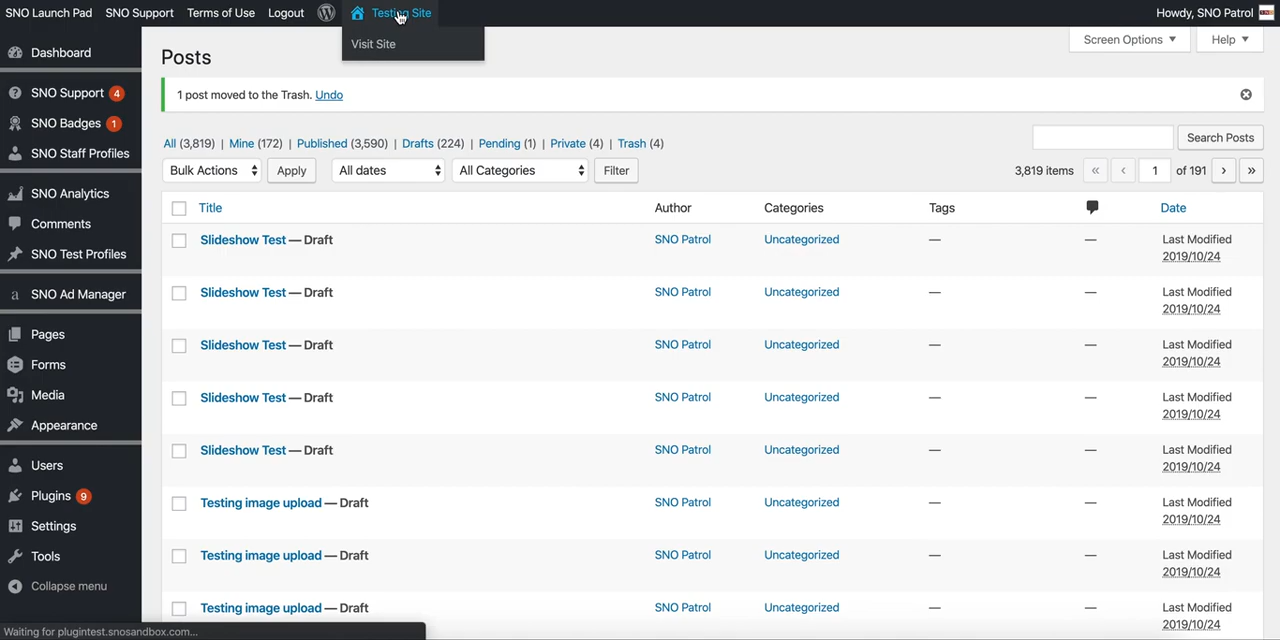 SNO Launch Pad SNO Support Terms of Use Logout Testing Site Howdy, SNO Patrol
Visit Site
Screen Options ▼ Help ▼
Dashboard
SNO Support 4
SNO Badges 1
SNO Staff Profiles
SNO Analytics
Comments
SNO Test Profiles
SNO Ad Manager
Pages
Forms
Media
Appearance
Users
Plugins 9
Settings
Tools
Collapse menu
Posts
1 post moved to the Trash. Undo
All (3,819) | Mine (172) | Published (3,590) | Drafts (224) | Pending (1) | Private (4) | Trash (4)
Search Posts
Bulk Actions Apply All dates All Categories Filter 3,819 items « ‹ 1 of 191 › »
Title Author Categories Tags Date
Slideshow Test — Draft SNO Patrol Uncategorized — — Last Modified
2019/10/24
Slideshow Test — Draft SNO Patrol Uncategorized — — Last Modified
2019/10/24
Slideshow Test — Draft SNO Patrol Uncategorized — — Last Modified
2019/10/24
Slideshow Test — Draft SNO Patrol Uncategorized — — Last Modified
2019/10/24
Slideshow Test — Draft SNO Patrol Uncategorized — — Last Modified
2019/10/24
Testing image upload — Draft SNO Patrol Uncategorized — — Last Modified
2019/10/24
Testing image upload — Draft SNO Patrol Uncategorized — — Last Modified
2019/10/24
Testing image upload — Draft SNO Patrol Uncategorized — — Last Modified
2019/10/24
Waiting for plugintest.snosandbox.com...